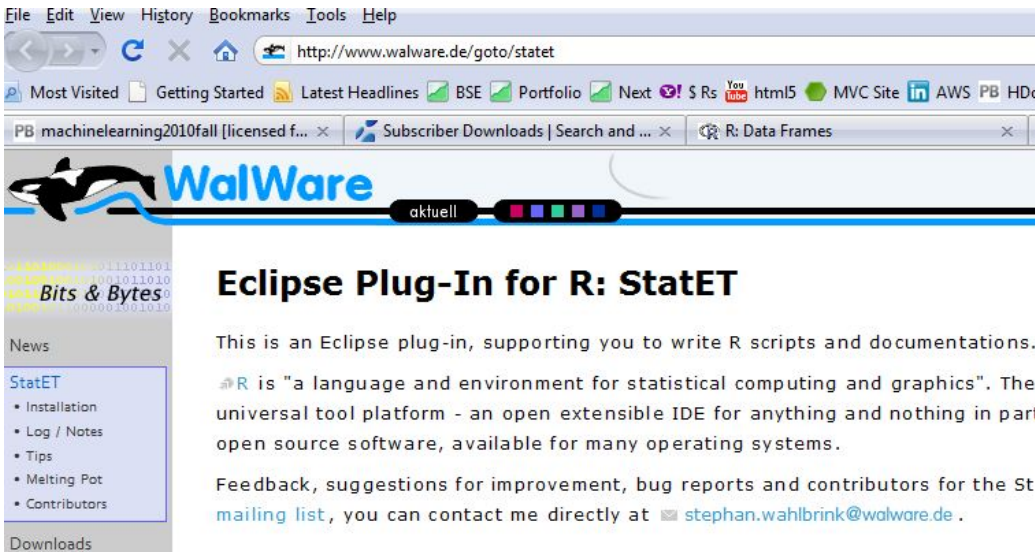 File Edit View History Bookmarks Tools Help
http://www.walware.de/goto/statet
Most Visited Getting Started Latest Headlines BSE Portfolio Next $ Rs You Tube html5 MVC Site in AWS PB HDo
PB machinelearning2010fall [licensed f... × Subscriber Downloads | Search and ... × R: Data Frames ×
WalWare
aktuell
Bits & Bytes
Eclipse Plug-In for R: StatET
This is an Eclipse plug-in, supporting you to write R scripts and documentations.
R is "a language and environment for statistical computing and graphics". The
universal tool platform - an open extensible IDE for anything and nothing in part
open source software, available for many operating systems.
Feedback, suggestions for improvement, bug reports and contributors for the St
mailing list, you can contact me directly at stephan.wahlbrink@walware.de .
News
StatET
• Installation
• Log / Notes
• Tips
• Melting Pot
• Contributors
Downloads